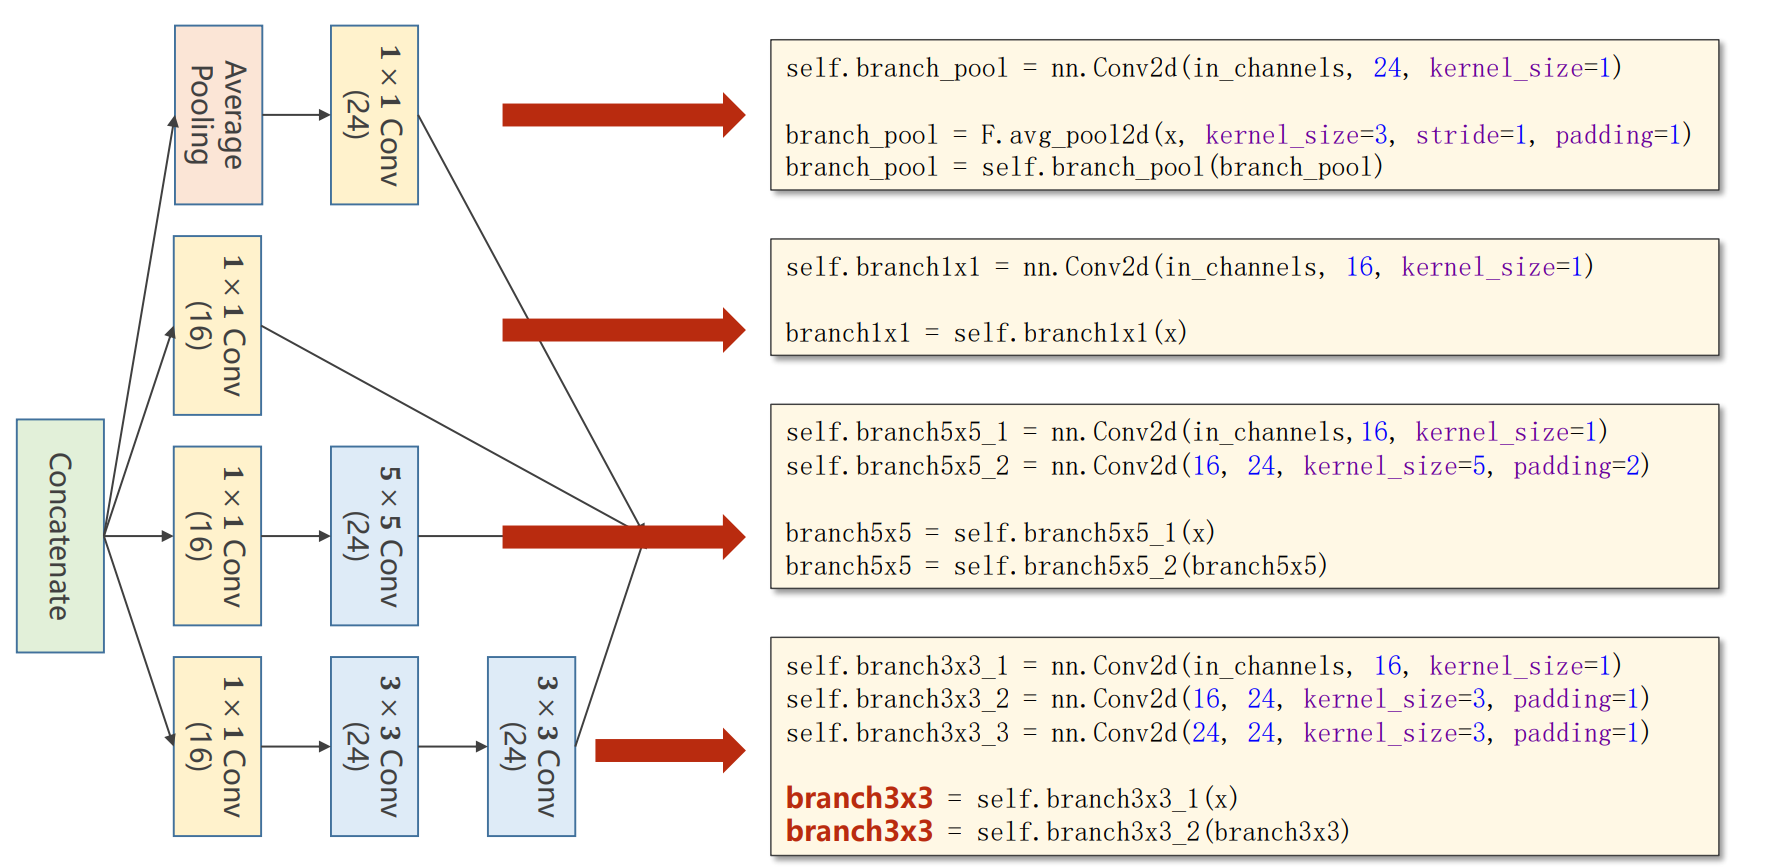 Average
Pooling
1×1 Conv
(24)
self.branch_pool = nn.Conv2d(in_channels, 24, kernel_size=1)
branch_pool = F.avg_pool2d(x, kernel_size=3, stride=1, padding=1)
branch_pool = self.branch_pool(branch_pool)
1×1 Conv
(16)
self.branch1x1 = nn.Conv2d(in_channels, 16, kernel_size=1)
branch1x1 = self.branch1x1(x)
Concatenate
1×1 Conv
(16)
5×5 Conv
(24)
self.branch5x5_1 = nn.Conv2d(in_channels,16, kernel_size=1)
self.branch5x5_2 = nn.Conv2d(16, 24, kernel_size=5, padding=2)
branch5x5 = self.branch5x5_1(x)
branch5x5 = self.branch5x5_2(branch5x5)
1×1 Conv
(16)
3×3 Conv
(24)
3×3 Conv
(24)
self.branch3x3_1 = nn.Conv2d(in_channels, 16, kernel_size=1)
self.branch3x3_2 = nn.Conv2d(16, 24, kernel_size=3, padding=1)
self.branch3x3_3 = nn.Conv2d(24, 24, kernel_size=3, padding=1)
branch3x3 = self.branch3x3_1(x)
branch3x3 = self.branch3x3_2(branch3x3)